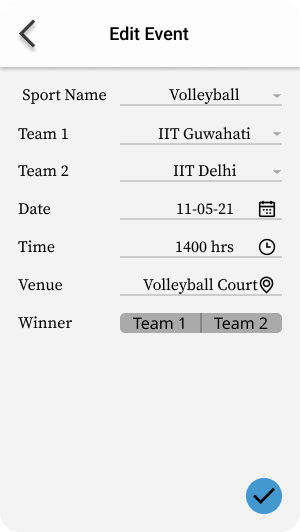 Edit Event
Sport Name Volleyball
Team 1 IIT Guwahati
Team 2 IIT Delhi
Date 11-05-21
Time 1400 hrs
Venue Volleyball Court
Winner Team 1 Team 2